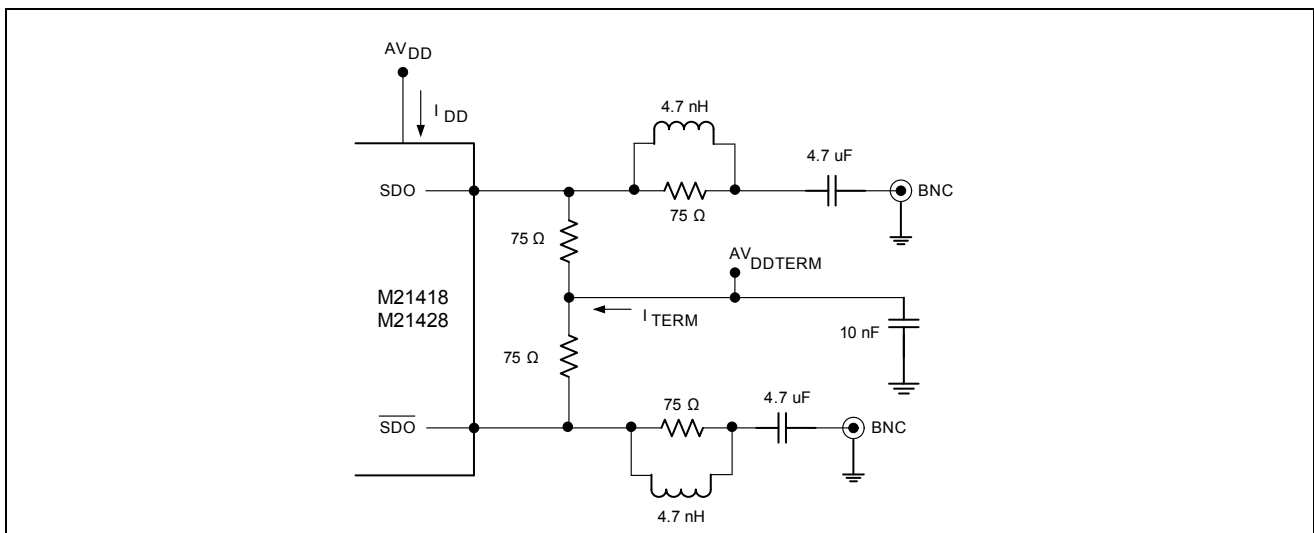 AVDD
IDD
4.7 nH
4.7 uF
SDO
BNC
75 Ω
75 Ω
AVDDTERM
M21418
M21428
ITERM
10 nF
75 Ω
75 Ω
4.7 uF
SDO
BNC
4.7 nH